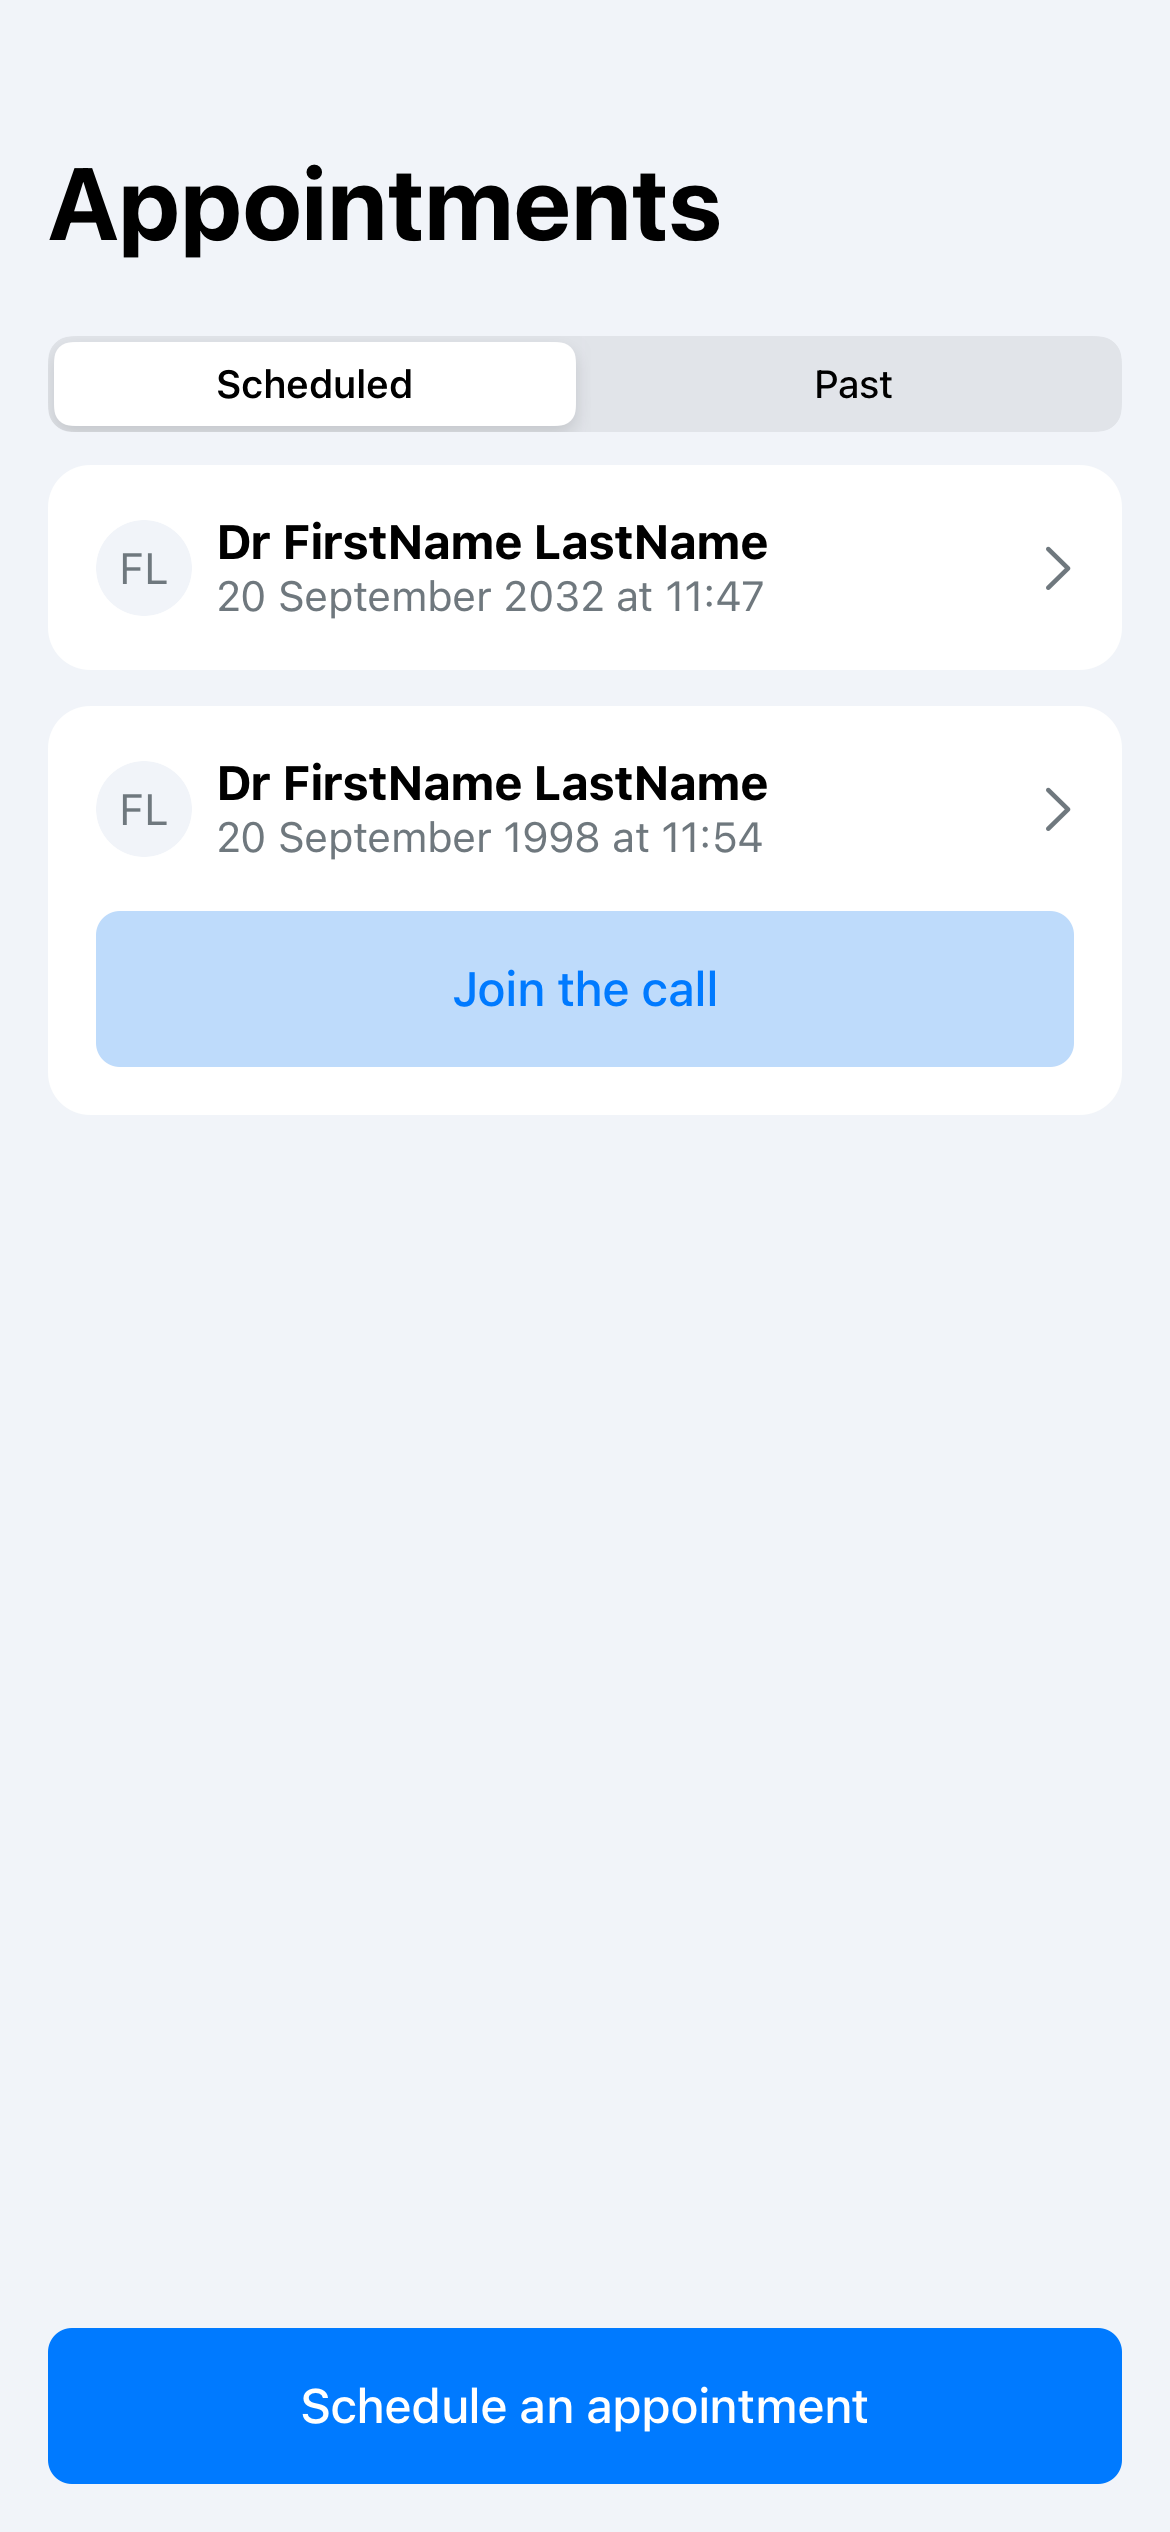 Appointments
Scheduled
Past
FL
Dr FirstName LastName
20 September 2032 at 11:47
FL
Dr FirstName LastName
20 September 1998 at 11:54
Join the call
Schedule an appointment